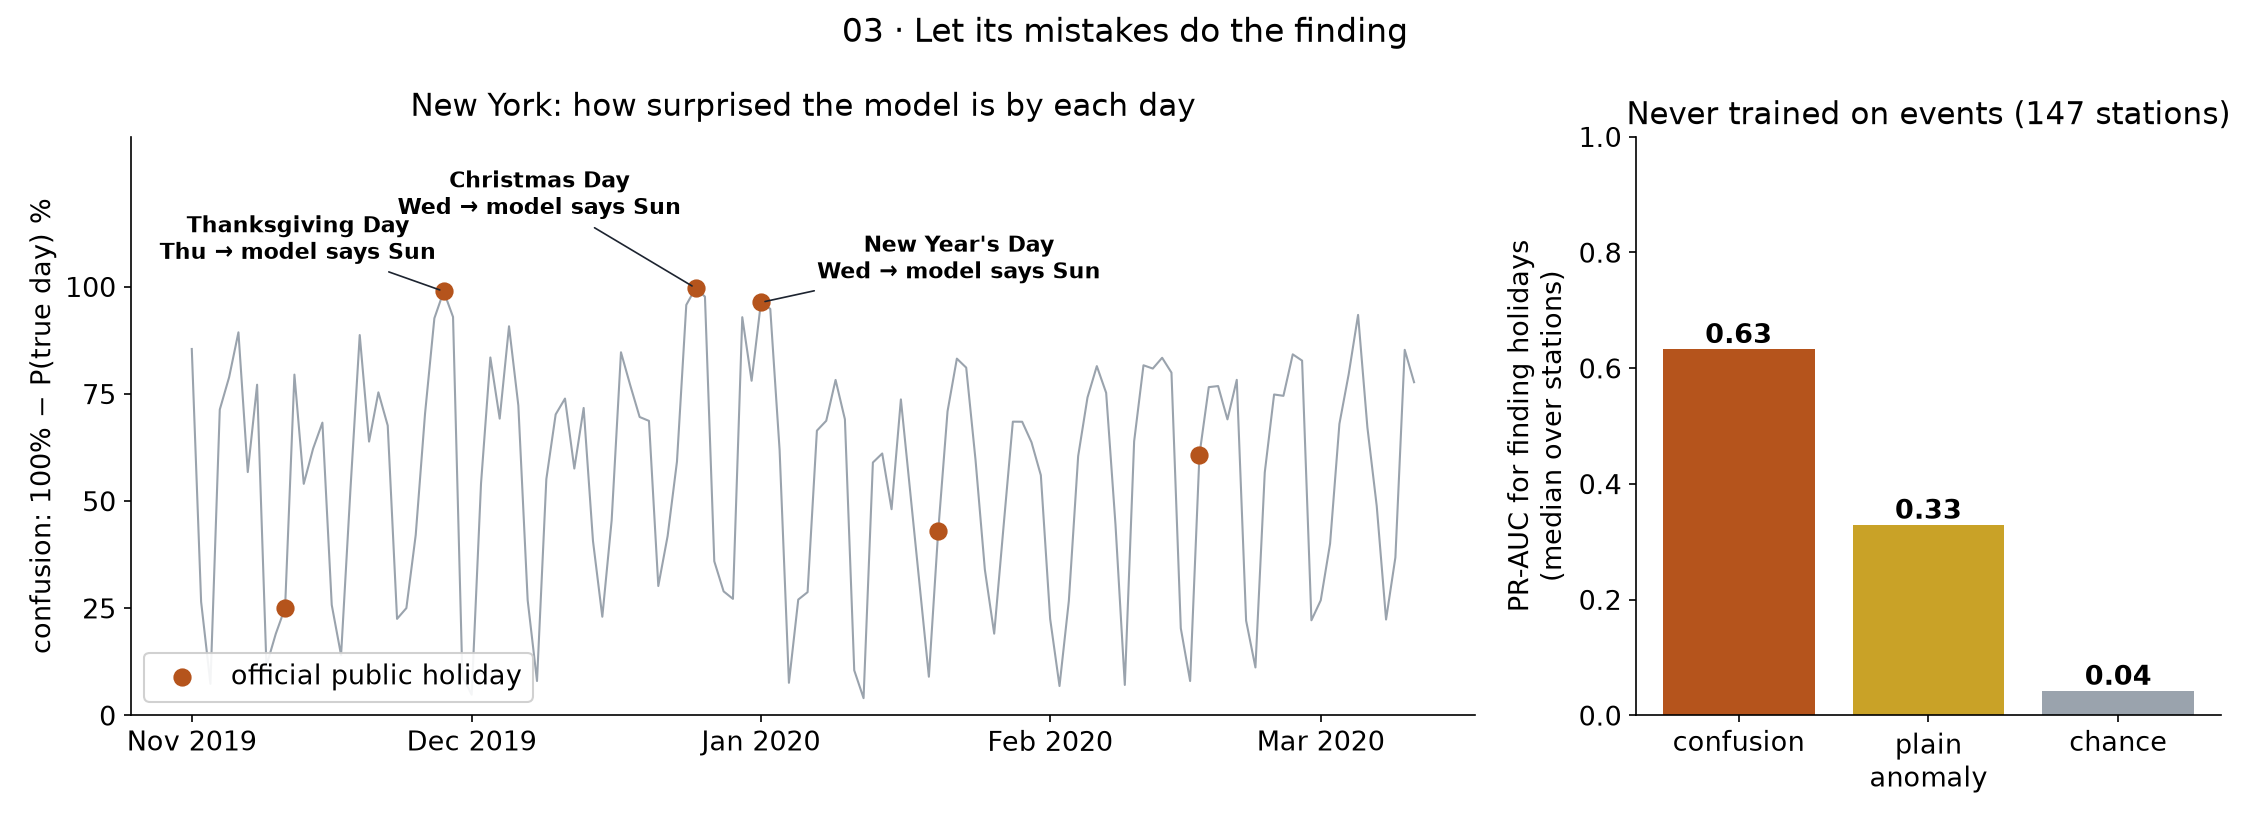 03 · Let its mistakes do the finding
New York: how surprised the model is by each day
confusion: 100% − P(true day) %
100
75
50
25
0
Thanksgiving Day
Thu → model says Sun
Christmas Day
Wed → model says Sun
New Year's Day
Wed → model says Sun
official public holiday
Nov 2019
Dec 2019
Jan 2020
Feb 2020
Mar 2020
Never trained on events (147 stations)
PR-AUC for finding holidays
(median over stations)
1.0
0.8
0.6
0.4
0.2
0.0
0.63
0.33
0.04
confusion
plain
anomaly
chance